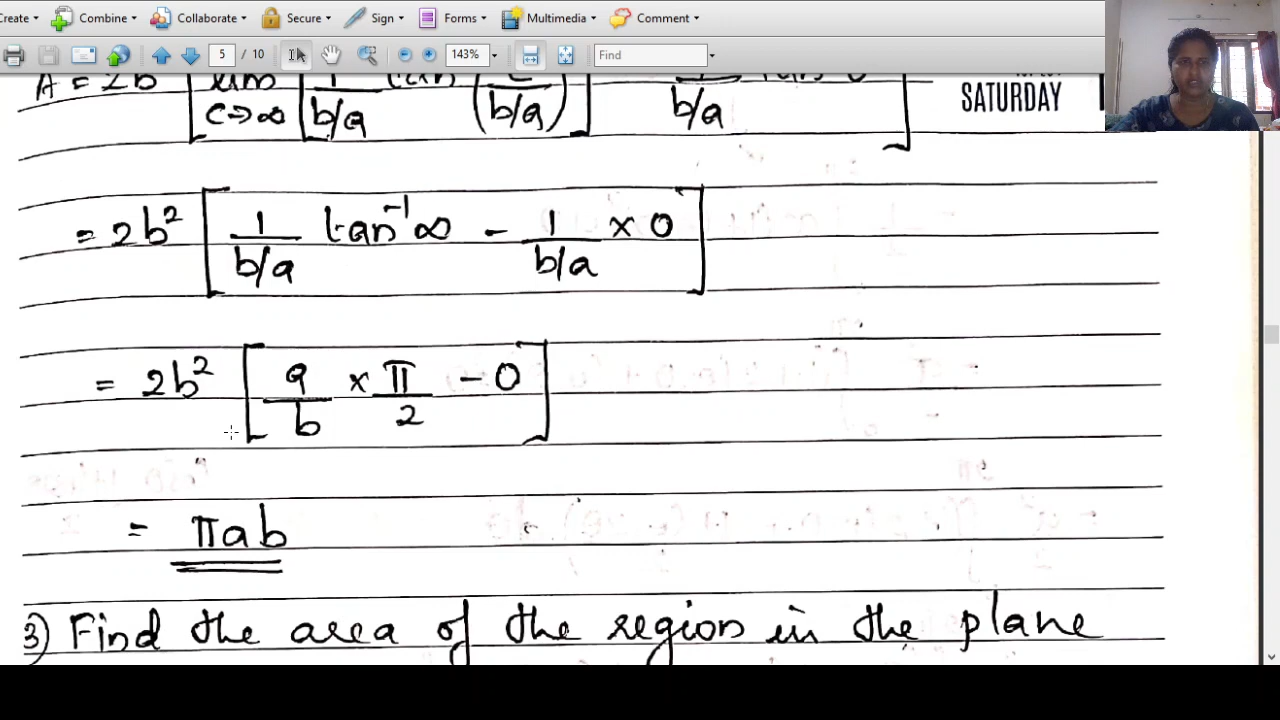 Create Combine Collaborate Secure Sign Forms Multimedia Comment
5 / 10 143% Find
A = 2b [ lim c→∞ [ 1/(b/a) tan (c/(b/a)) ] 1/(b/a) ]
SATURDAY
= 2b² [ 1/(b/a) tan⁻¹∞ - 1/(b/a) × 0 ]
= 2b² [ a/b × π/2 - 0 ]
= πab
3) Find the area of the region in the plane